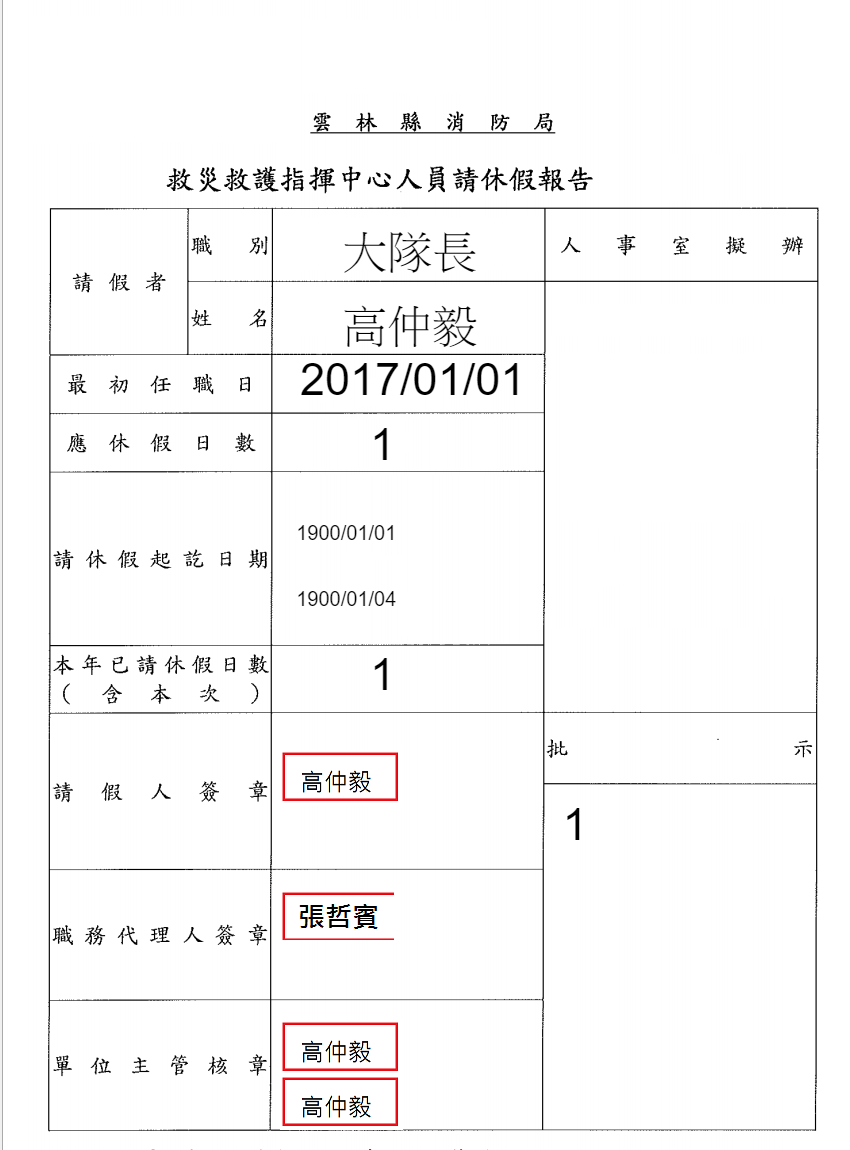 雲林縣消防局
救災救護指揮中心人員請休假報告
請假者
職別
大隊長
人事室擬辦
姓名
高仲毅
最初任職日
2017/01/01
應休假日數
1
請休假起訖日期
1900/01/01
1900/01/04
本年已請休假日數
(含本次)
1
請假人簽章
高仲毅
批示
1
職務代理人簽章
張哲賓
單位主管核章
高仲毅
高仲毅